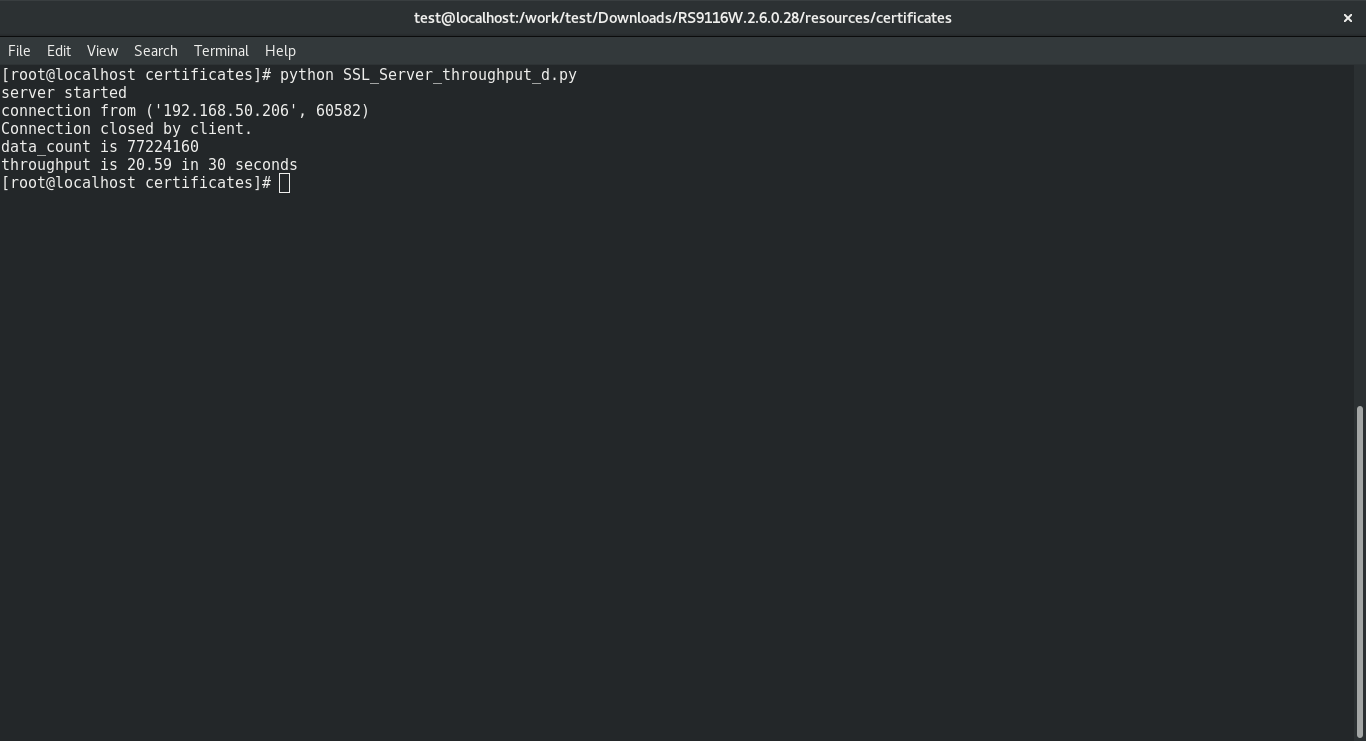 test@localhost:/work/test/Downloads/RS9116W.2.6.0.28/resources/certificates
File Edit View Search Terminal Help
[root@localhost certificates]# python SSL_Server_throughput_d.py
server started
connection from ('192.168.50.206', 60582)
Connection closed by client.
data_count is 77224160
throughput is 20.59 in 30 seconds
[root@localhost certificates]#